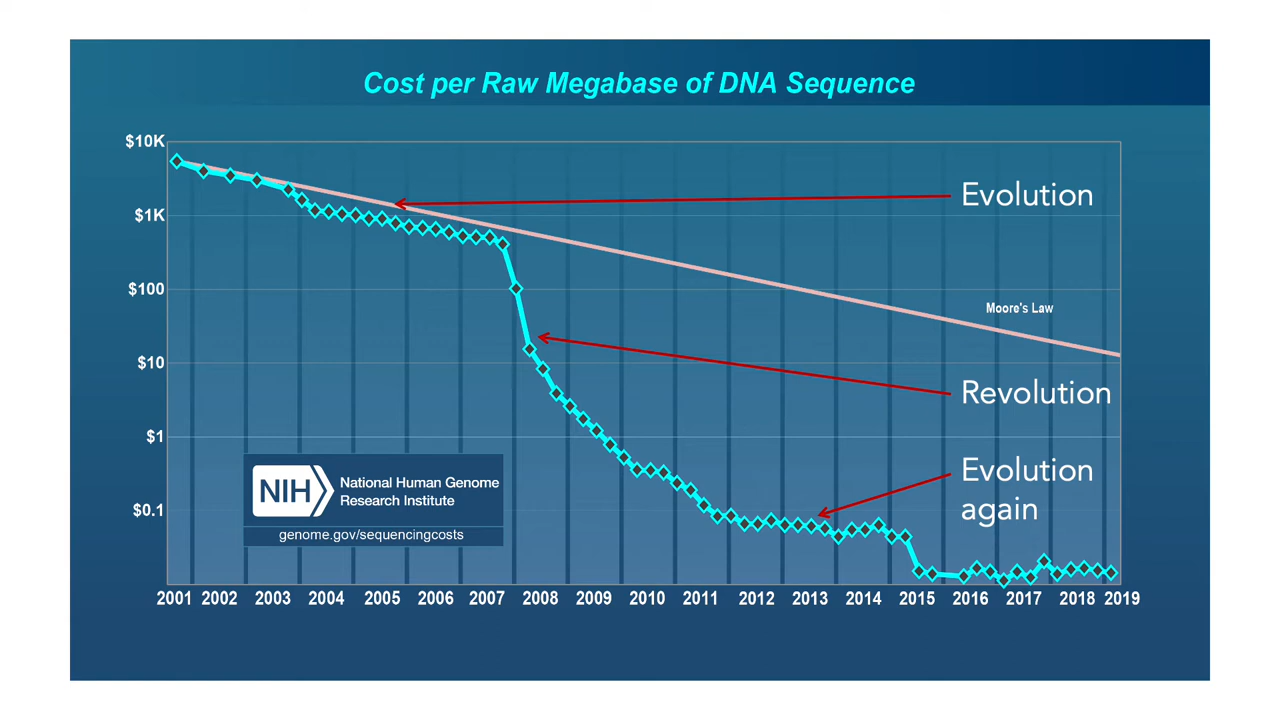 Cost per Raw Megabase of DNA Sequence
$10K
Evolution
$1K
$100
Moore's Law
$10
Revolution
$1
Evolution
again
NIH
National Human Genome
Research Institute
$0.1
genome.gov/sequencingcosts
2001 2002 2003 2004 2005 2006 2007 2008 2009 2010 2011 2012 2013 2014 2015 2016 2017 2018 2019